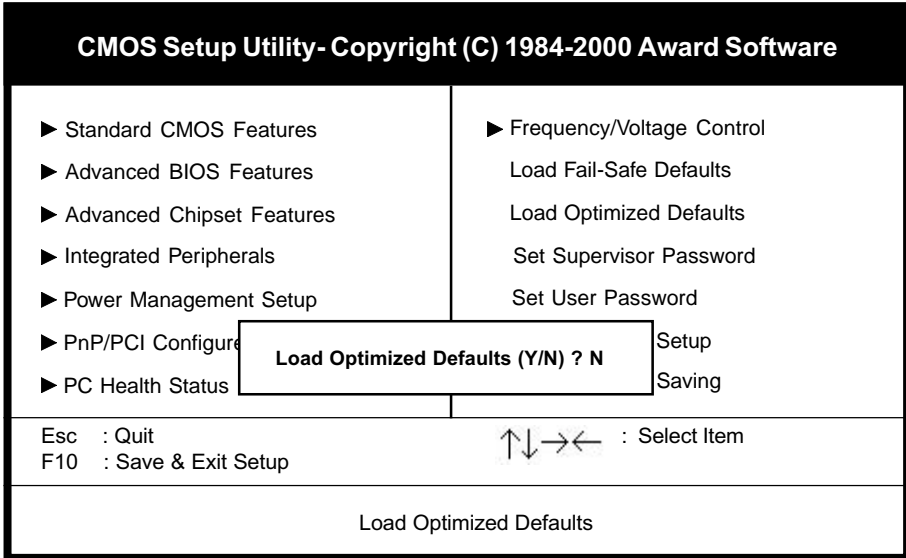 CMOS Setup Utility- Copyright (C) 1984-2000 Award Software
▶ Standard CMOS Features
▶ Advanced BIOS Features
▶ Advanced Chipset Features
▶ Integrated Peripherals
▶ Power Management Setup
▶ PnP/PCI Configure
▶ PC Health Status
▶ Frequency/Voltage Control
Load Fail-Safe Defaults
Load Optimized Defaults
Set Supervisor Password
Set User Password
Setup
Saving
Load Optimized Defaults (Y/N) ? N
Esc : Quit
F10 : Save & Exit Setup
↑↓→← : Select Item
Load Optimized Defaults